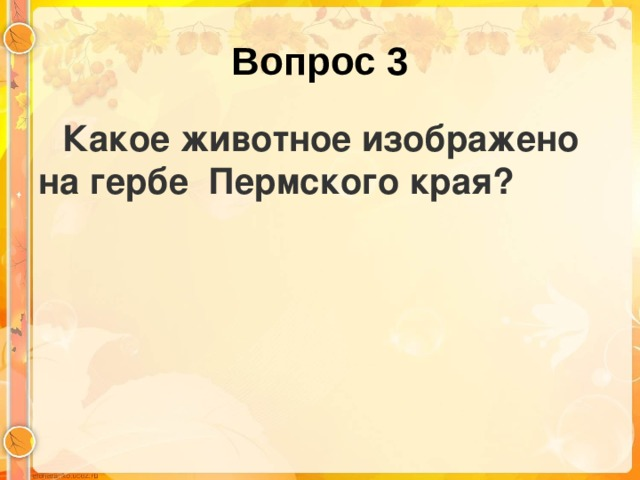 Вопрос 3
Какое животное изображено
на гербе Пермского края?